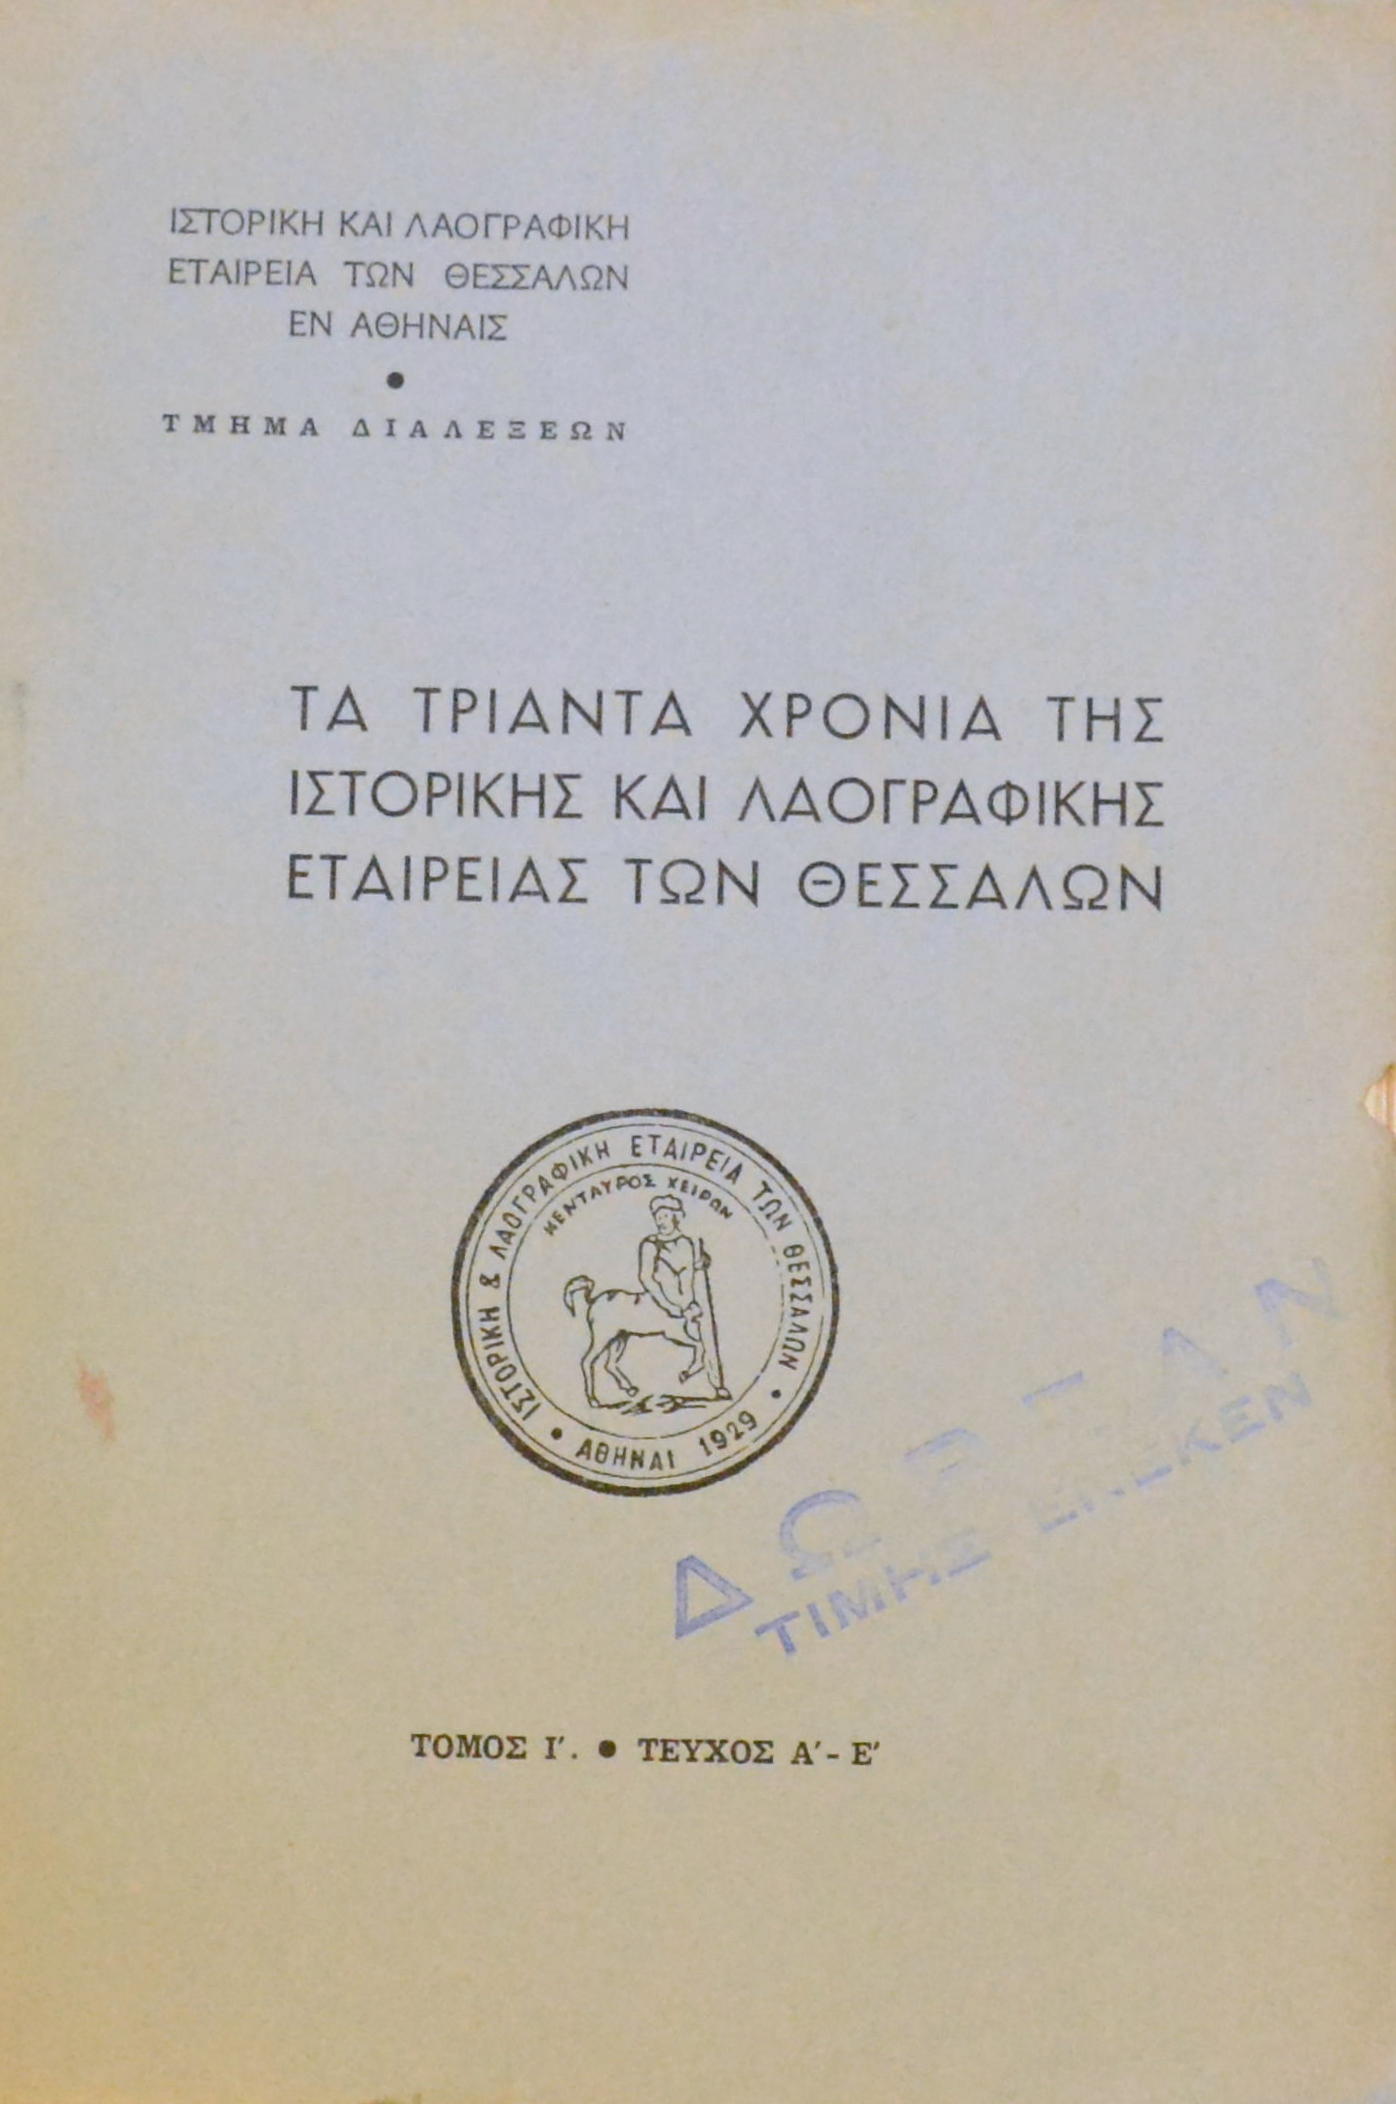 ΙΣΤΟΡΙΚΗ ΚΑΙ ΛΑΟΓΡΑΦΙΚΗ
ΕΤΑΙΡΕΙΑ ΤΩΝ ΘΕΣΣΑΛΩΝ
ΕΝ ΑΘΗΝΑΙΣ
●
ΤΜΗΜΑ ΔΙΑΛΕΞΕΩΝ
ΤΑ ΤΡΙΑΝΤΑ ΧΡΟΝΙΑ ΤΗΣ
ΙΣΤΟΡΙΚΗΣ ΚΑΙ ΛΑΟΓΡΑΦΙΚΗΣ
ΕΤΑΙΡΕΙΑΣ ΤΩΝ ΘΕΣΣΑΛΩΝ
ΙΣΤΟΡΙΚΗ & ΛΑΟΓΡΑΦΙΚΗ ΕΤΑΙΡΕΙΑ ΤΩΝ ΘΕΣΣΑΛΩΝ
ΚΕΝΤΑΥΡΟΣ ΧΕΙΡΩΝ
• ΑΘΗΝΑΙ 1929 •
ΔΩΡΕΑΝ
ΤΙΜΗΣ ΕΝΕΚΕΝ
ΤΟΜΟΣ Ι΄. ● ΤΕΥΧΟΣ Α΄ - Ε΄